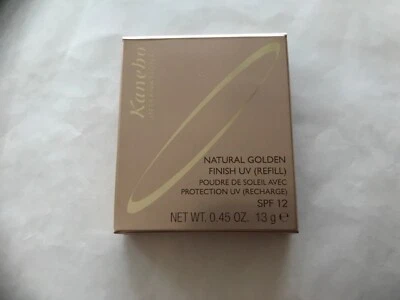 Kanebo
NATURAL GOLDEN
FINISH UV (REFILL)
POUDRE DE SOLEIL AVEC
PROTECTION UV (RECHARGE)
SPF 12
NET WT. 0.45 OZ. 13 g ℮